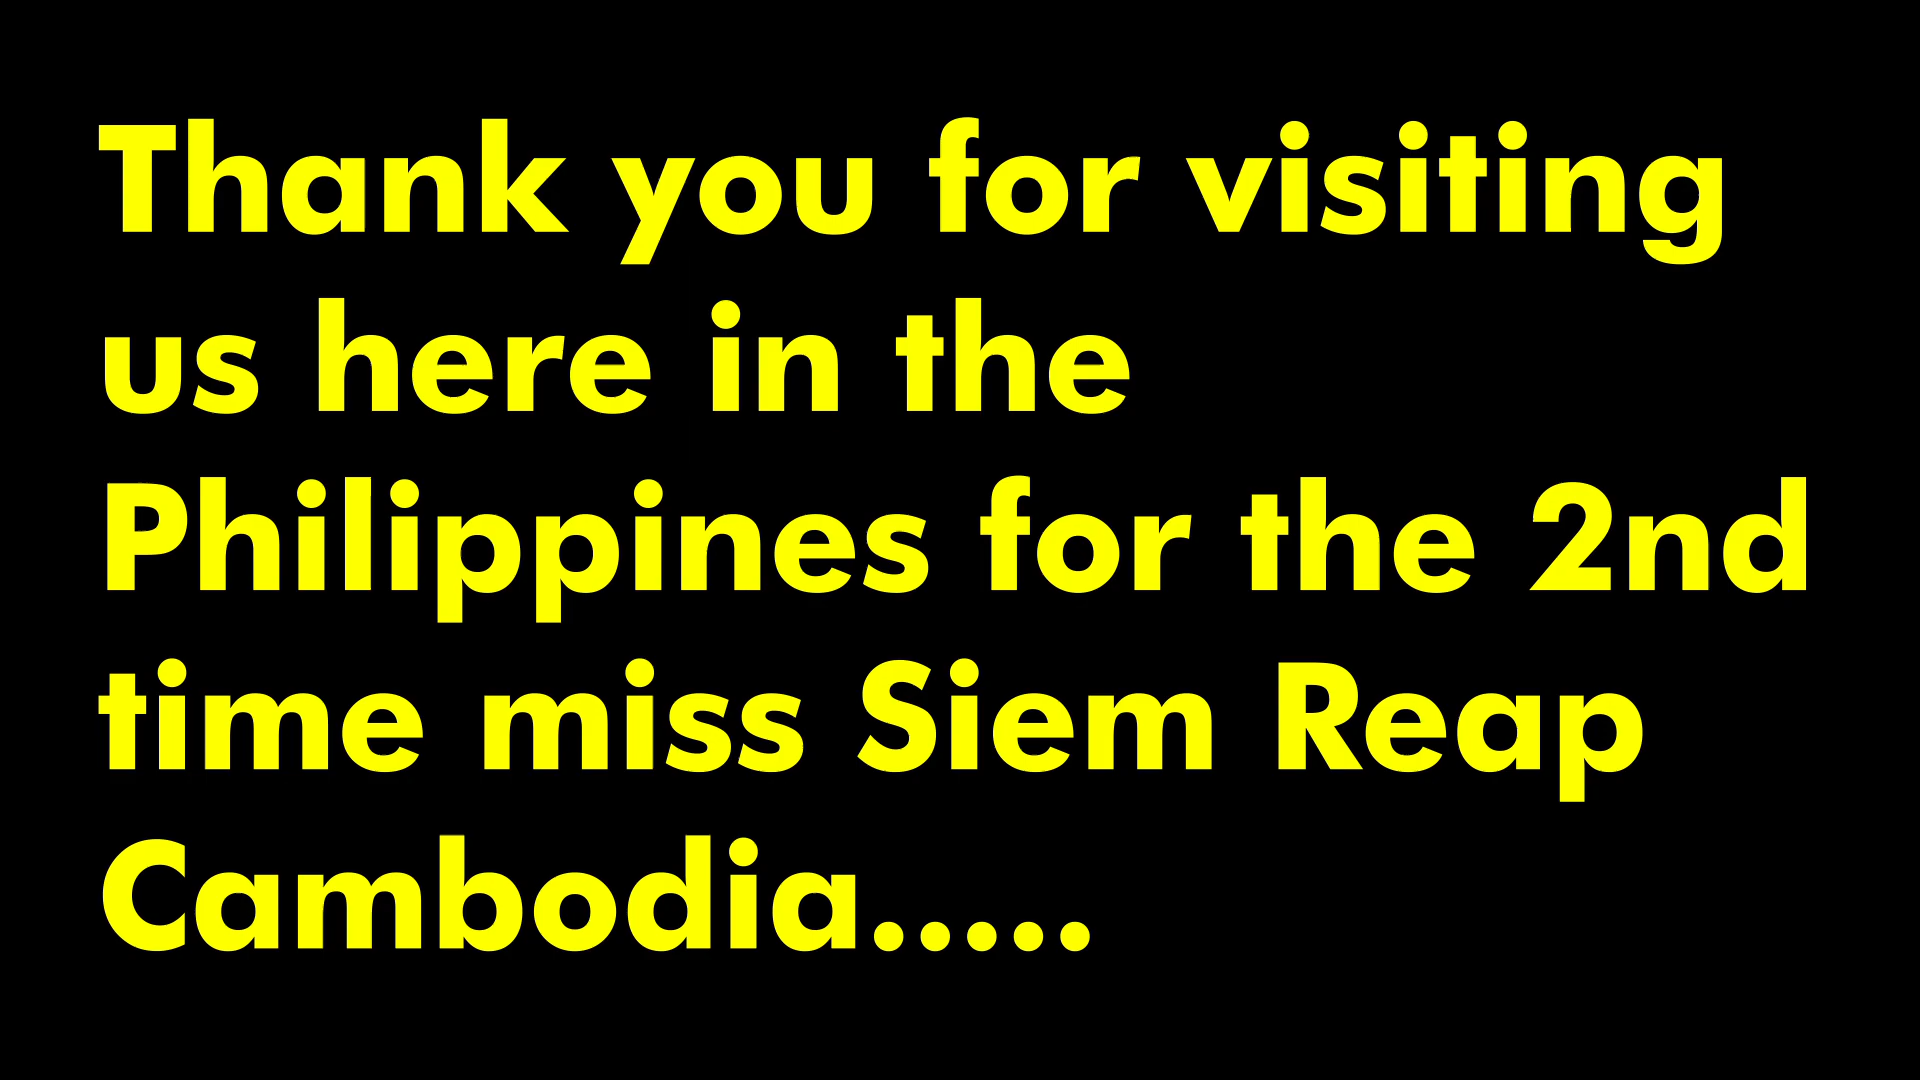 Thank you for visiting
us here in the
Philippines for the 2nd
time miss Siem Reap
Cambodia.....